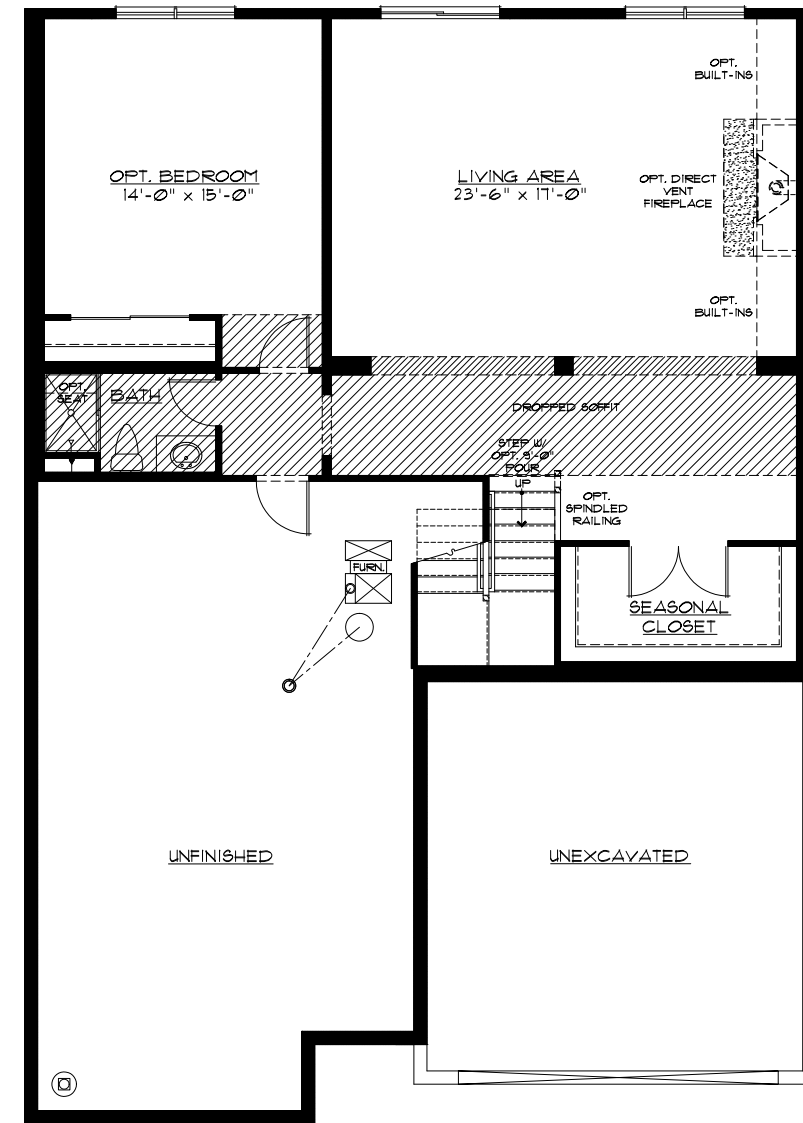 OPT.
BUILT-INS
OPT. BEDROOM
14'-0" x 15'-0"
LIVING AREA
23'-6" x 17'-0"
OPT. DIRECT
VENT
FIREPLACE
OPT.
BUILT-INS
OPT.
SEAT
BATH
DROPPED SOFFIT
STEP W/
OPT. 9'-0"
POUR
UP
OPT.
SPINDLED
RAILING
FURN.
SEASONAL
CLOSET
UNFINISHED
UNEXCAVATED